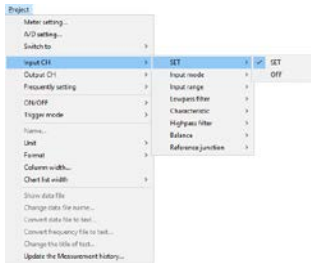 Project
Meter setting...
A/D setting...
Switch to
Input CH
Output CH
Frequently setting
ON/OFF
Trigger mode
Name...
Unit
Format
Column width...
Chart list width
Show data file
Change data file name...
Convert data file to text...
Convert frequency file to text...
Change the title of text...
Update the Measurement history...
SET
Input mode
Input range
Lowpass filter
Characteristic
Highpass filter
Balance
Reference junction
SET
OFF